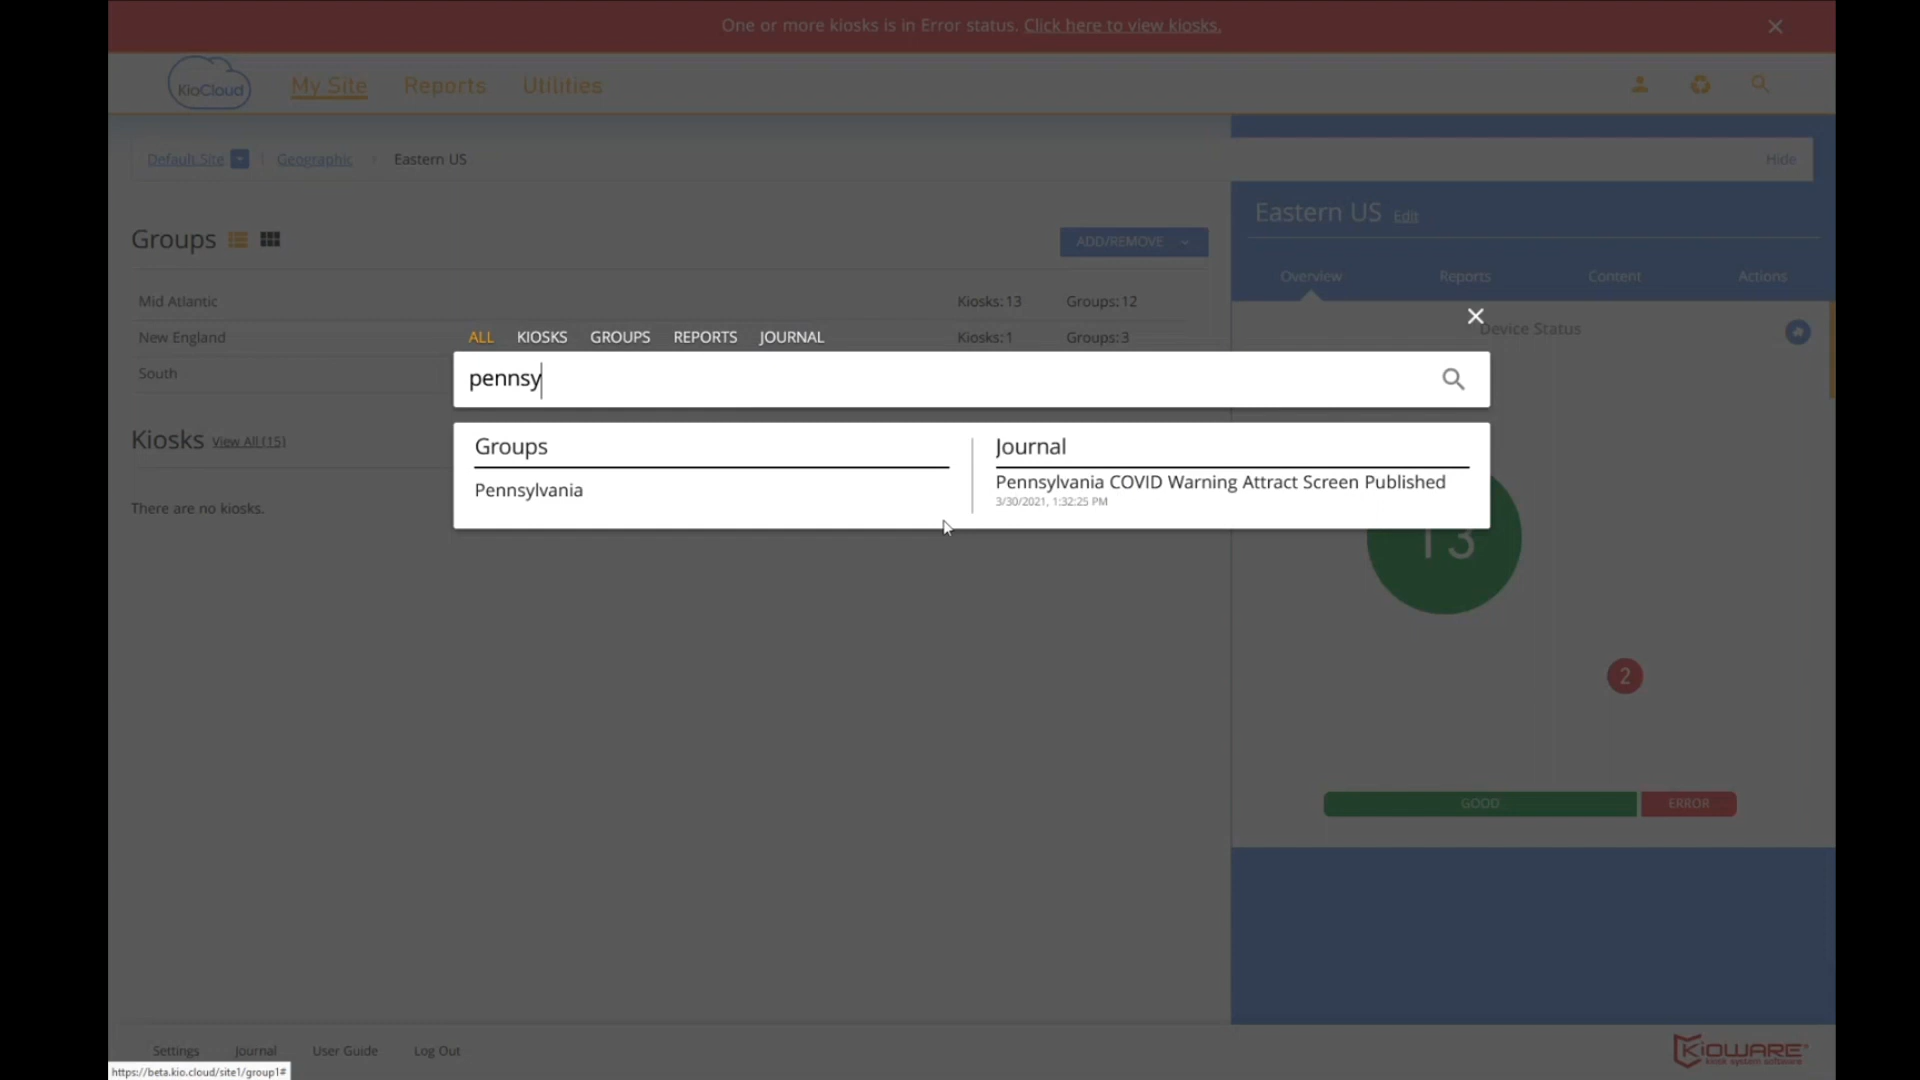 One or more kiosks is in Error status. Click here to view kiosks.
KioCloud
My Site
Reports
Utilities
Default Site
Geographic
Eastern US
Hide
Groups
ADD/REMOVE
Mid Atlantic
Kiosks: 13
Groups: 12
New England
Kiosks: 1
Groups: 3
South
Kiosks View All (15)
There are no kiosks.
ALL KIOSKS GROUPS REPORTS JOURNAL
pennsy
Groups
Pennsylvania
Journal
Pennsylvania COVID Warning Attract Screen Published
3/30/2021, 1:32:25 PM
Eastern US Edit
Overview
Reports
Content
Actions
Device Status
13
2
GOOD
ERROR
Settings
Journal
User Guide
Log Out
KIOWARE
kiosk system software
https://beta.kio.cloud/site1/group1#